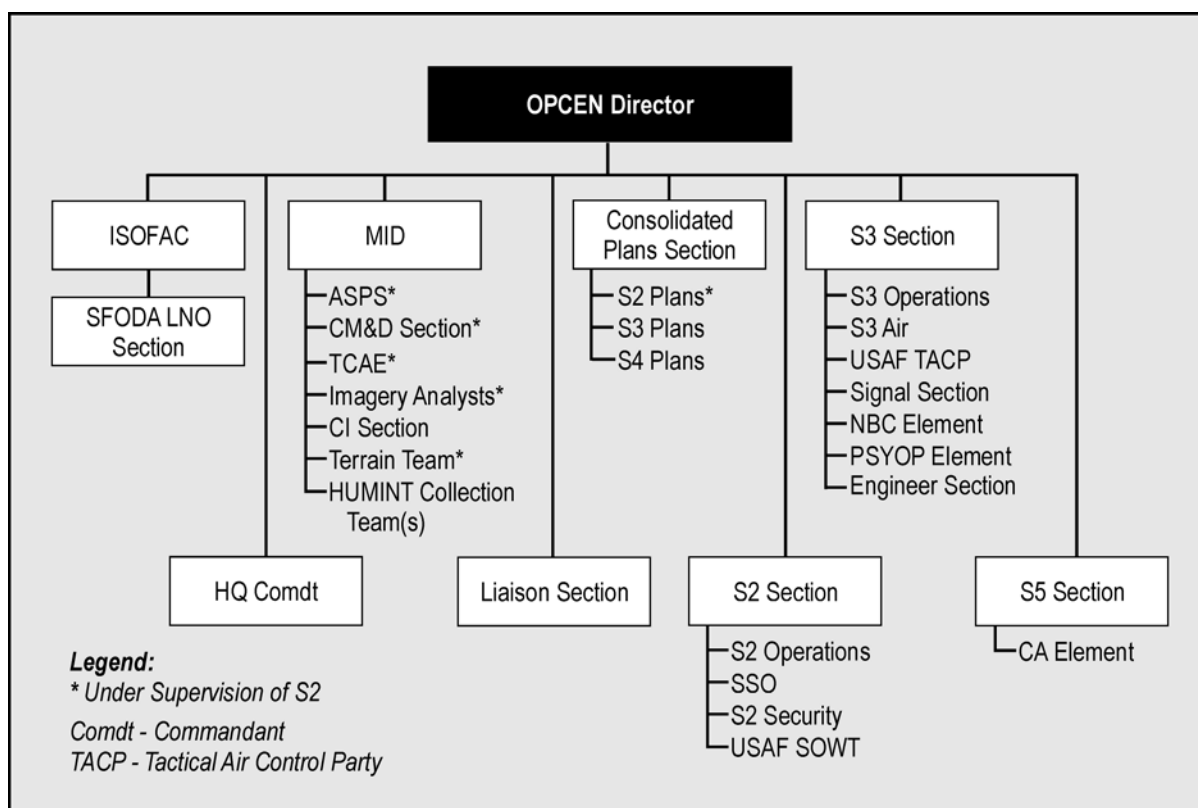 OPCEN Director
ISOFAC
SFODA LNO
Section
MID
ASPS*
CM&D Section*
TCAE*
Imagery Analysts*
CI Section
Terrain Team*
HUMINT Collection
Team(s)
Consolidated
Plans Section
S2 Plans*
S3 Plans
S4 Plans
S3 Section
S3 Operations
S3 Air
USAF TACP
Signal Section
NBC Element
PSYOP Element
Engineer Section
HQ Comdt
Liaison Section
S2 Section
S2 Operations
SSO
S2 Security
USAF SOWT
S5 Section
CA Element
Legend:
* Under Supervision of S2
Comdt - Commandant
TACP - Tactical Air Control Party